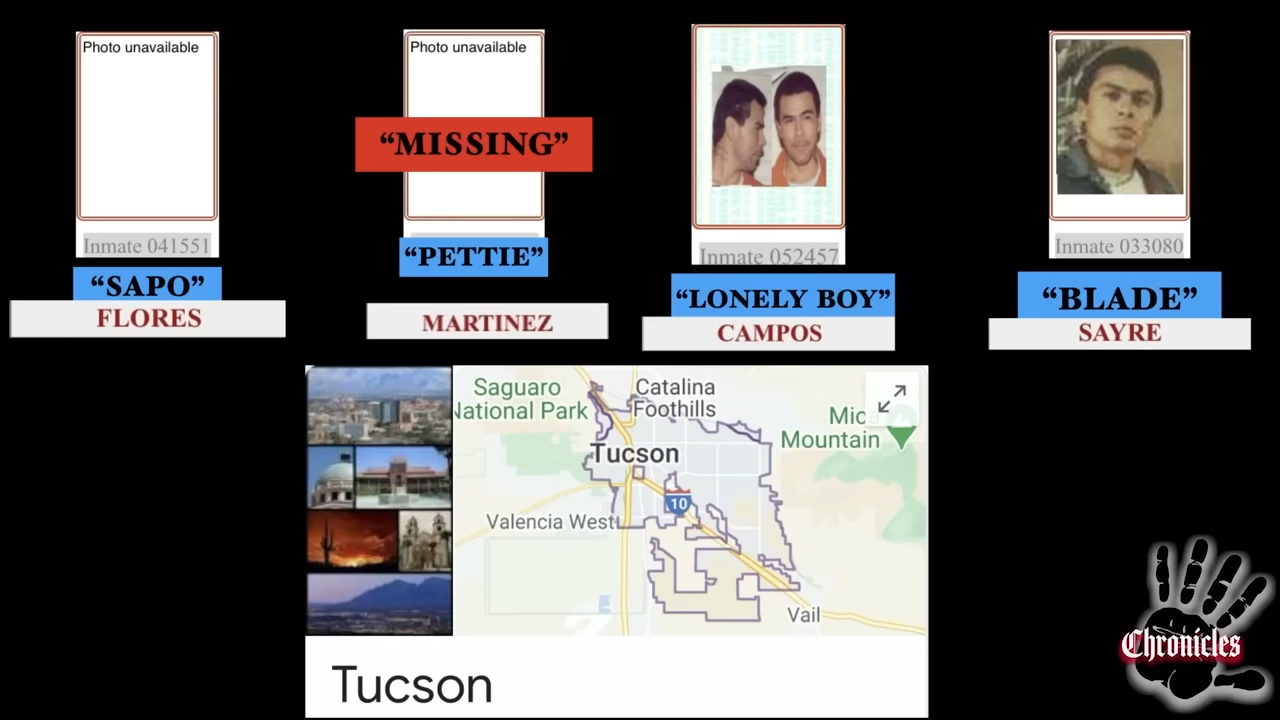 Photo unavailable
Inmate 041551
“SAPO”
FLORES
Photo unavailable
“MISSING”
“PETTIE”
MARTINEZ
Inmate 052457
“LONELY BOY”
CAMPOS
Inmate 033080
“BLADE”
SAYRE
Saguaro
National Park
Catalina
Foothills
Mountain
Tucson
10
Valencia West
Vail
Tucson
Chronicles